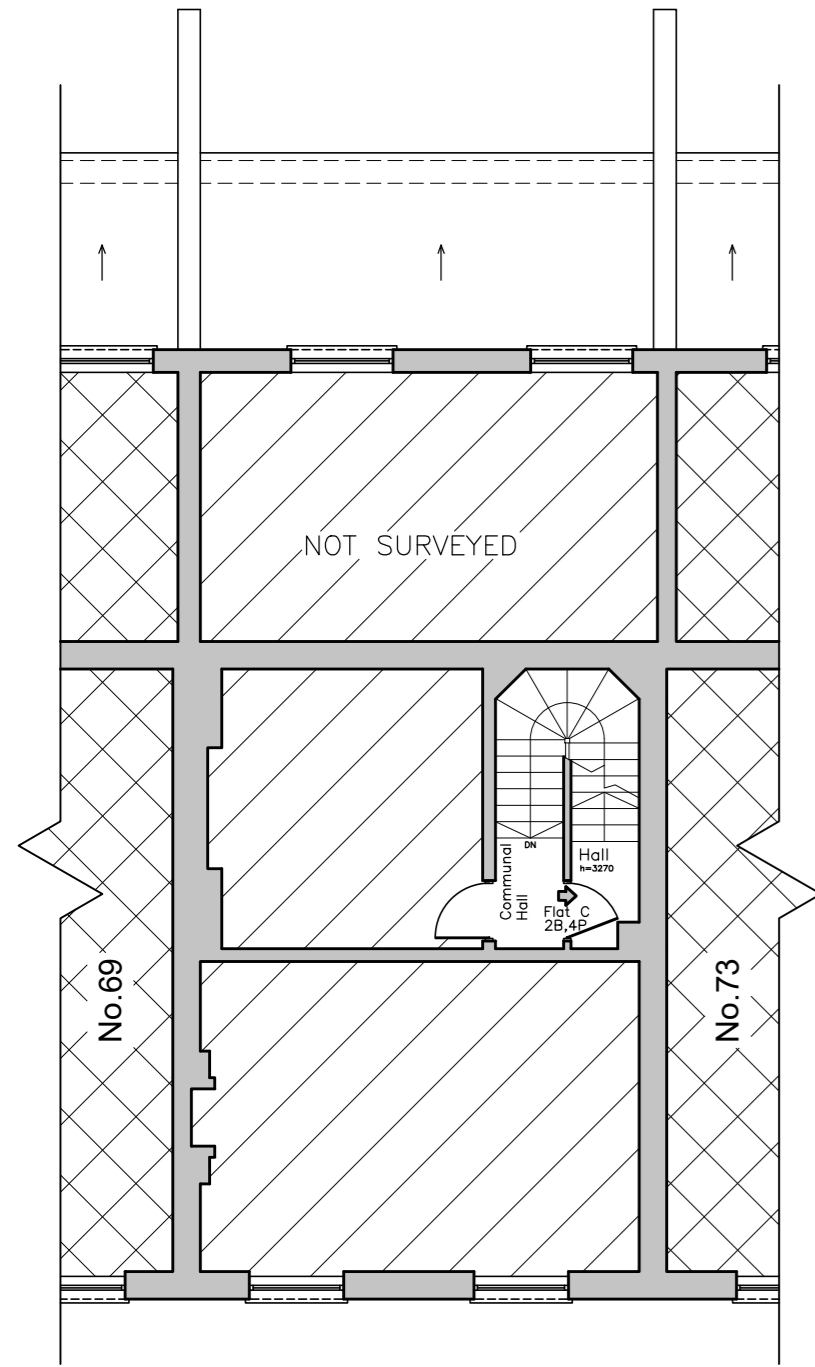 NOT SURVEYED
DN
Communal
Hall
Hall
h=3270
Flat C
2B,4P
No.69
No.73